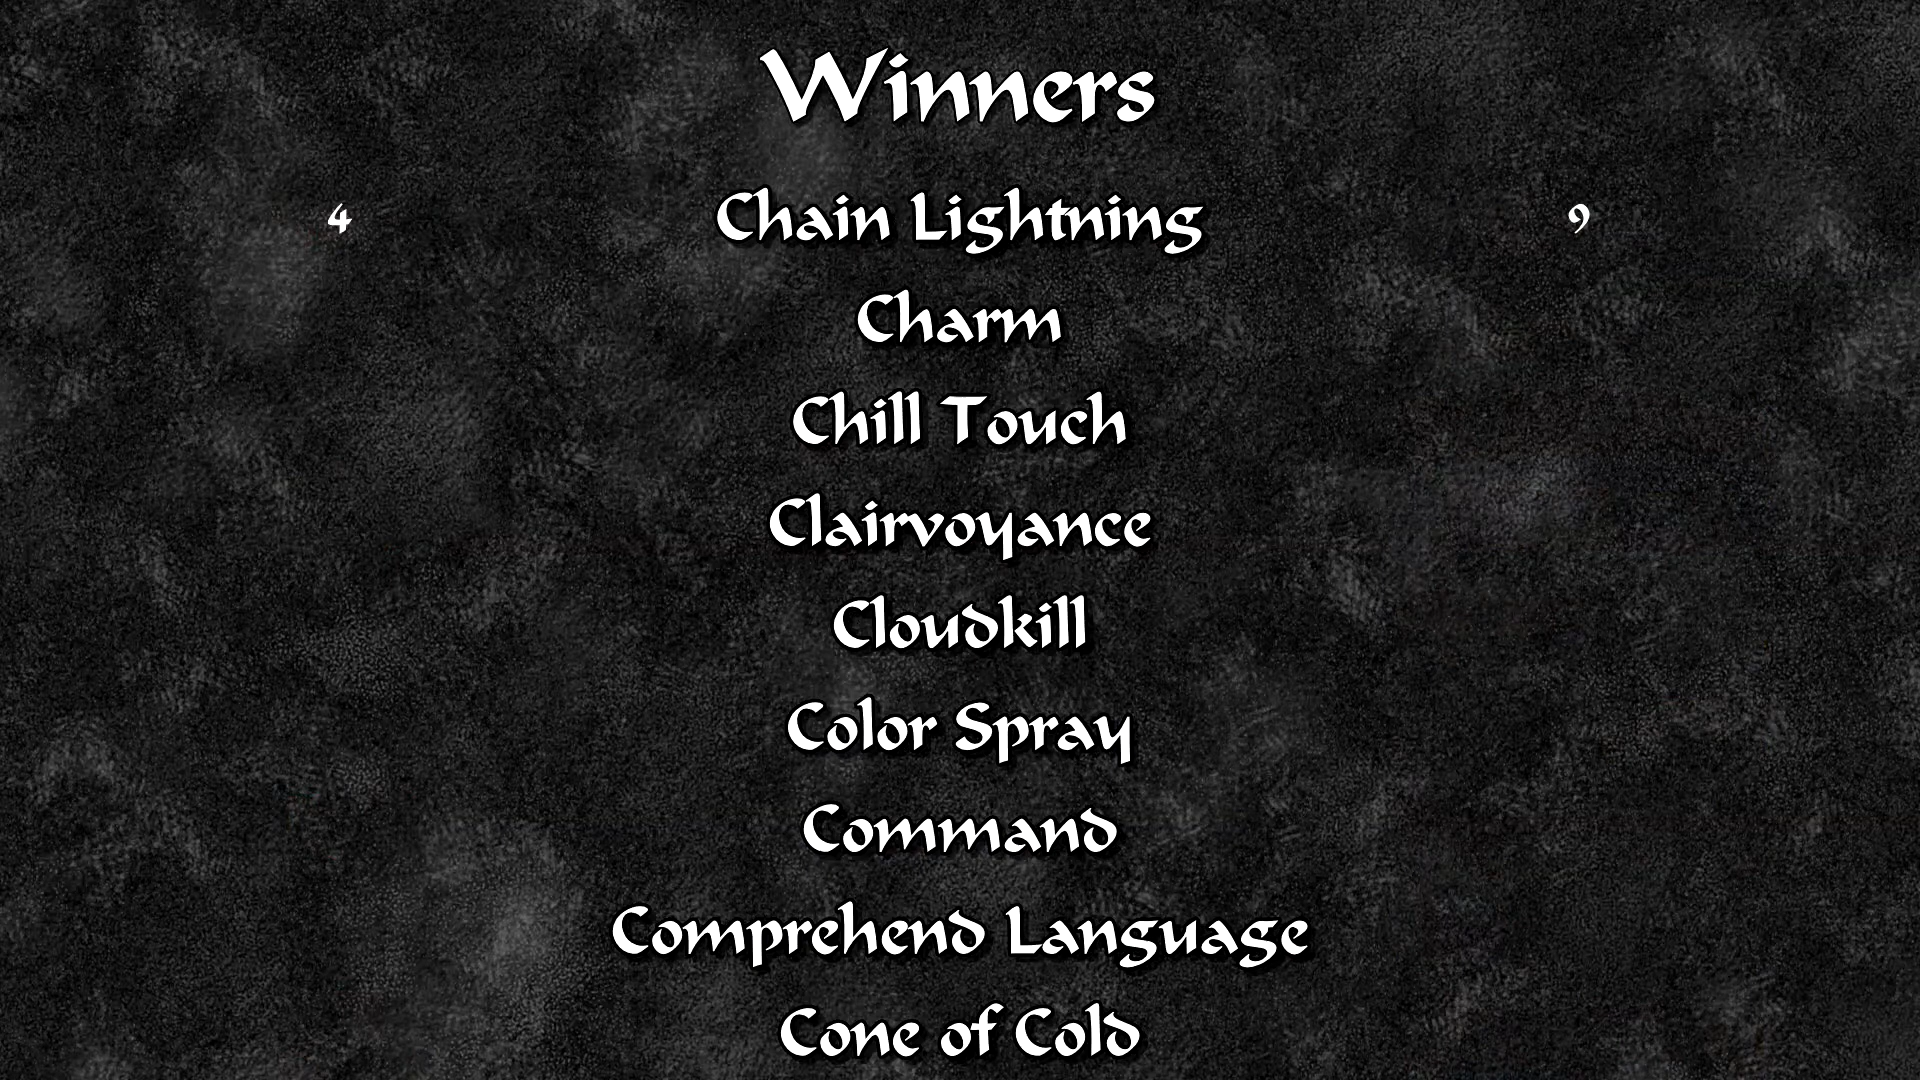 Winners
4 Chain Lightning 9
Charm
Chill Touch
Clairvoyance
Cloudkill
Color Spray
Command
Comprehend Language
Cone of Cold